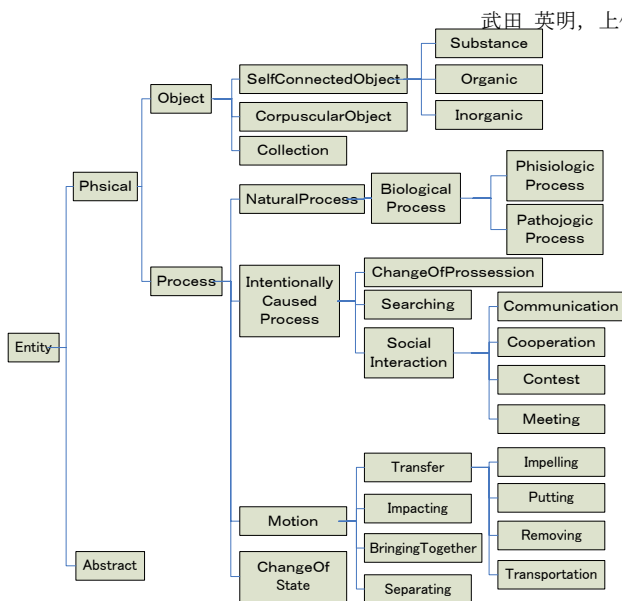 武田 英明, 上
Substance
SelfConnectedObject
Organic
Object
CorpuscularObject
Inorganic
Collection
Phsical
Phisiologic
Process
NaturalProcess
Biological
Process
Pathojogic
Process
ChangeOfProssession
Process
Intentionally
Caused
Process
Searching
Communication
Social
Interaction
Cooperation
Entity
Contest
Meeting
Transfer
Impelling
Impacting
Putting
Motion
Removing
BringingTogether
Abstract
ChangeOf
State
Transportation
Separating